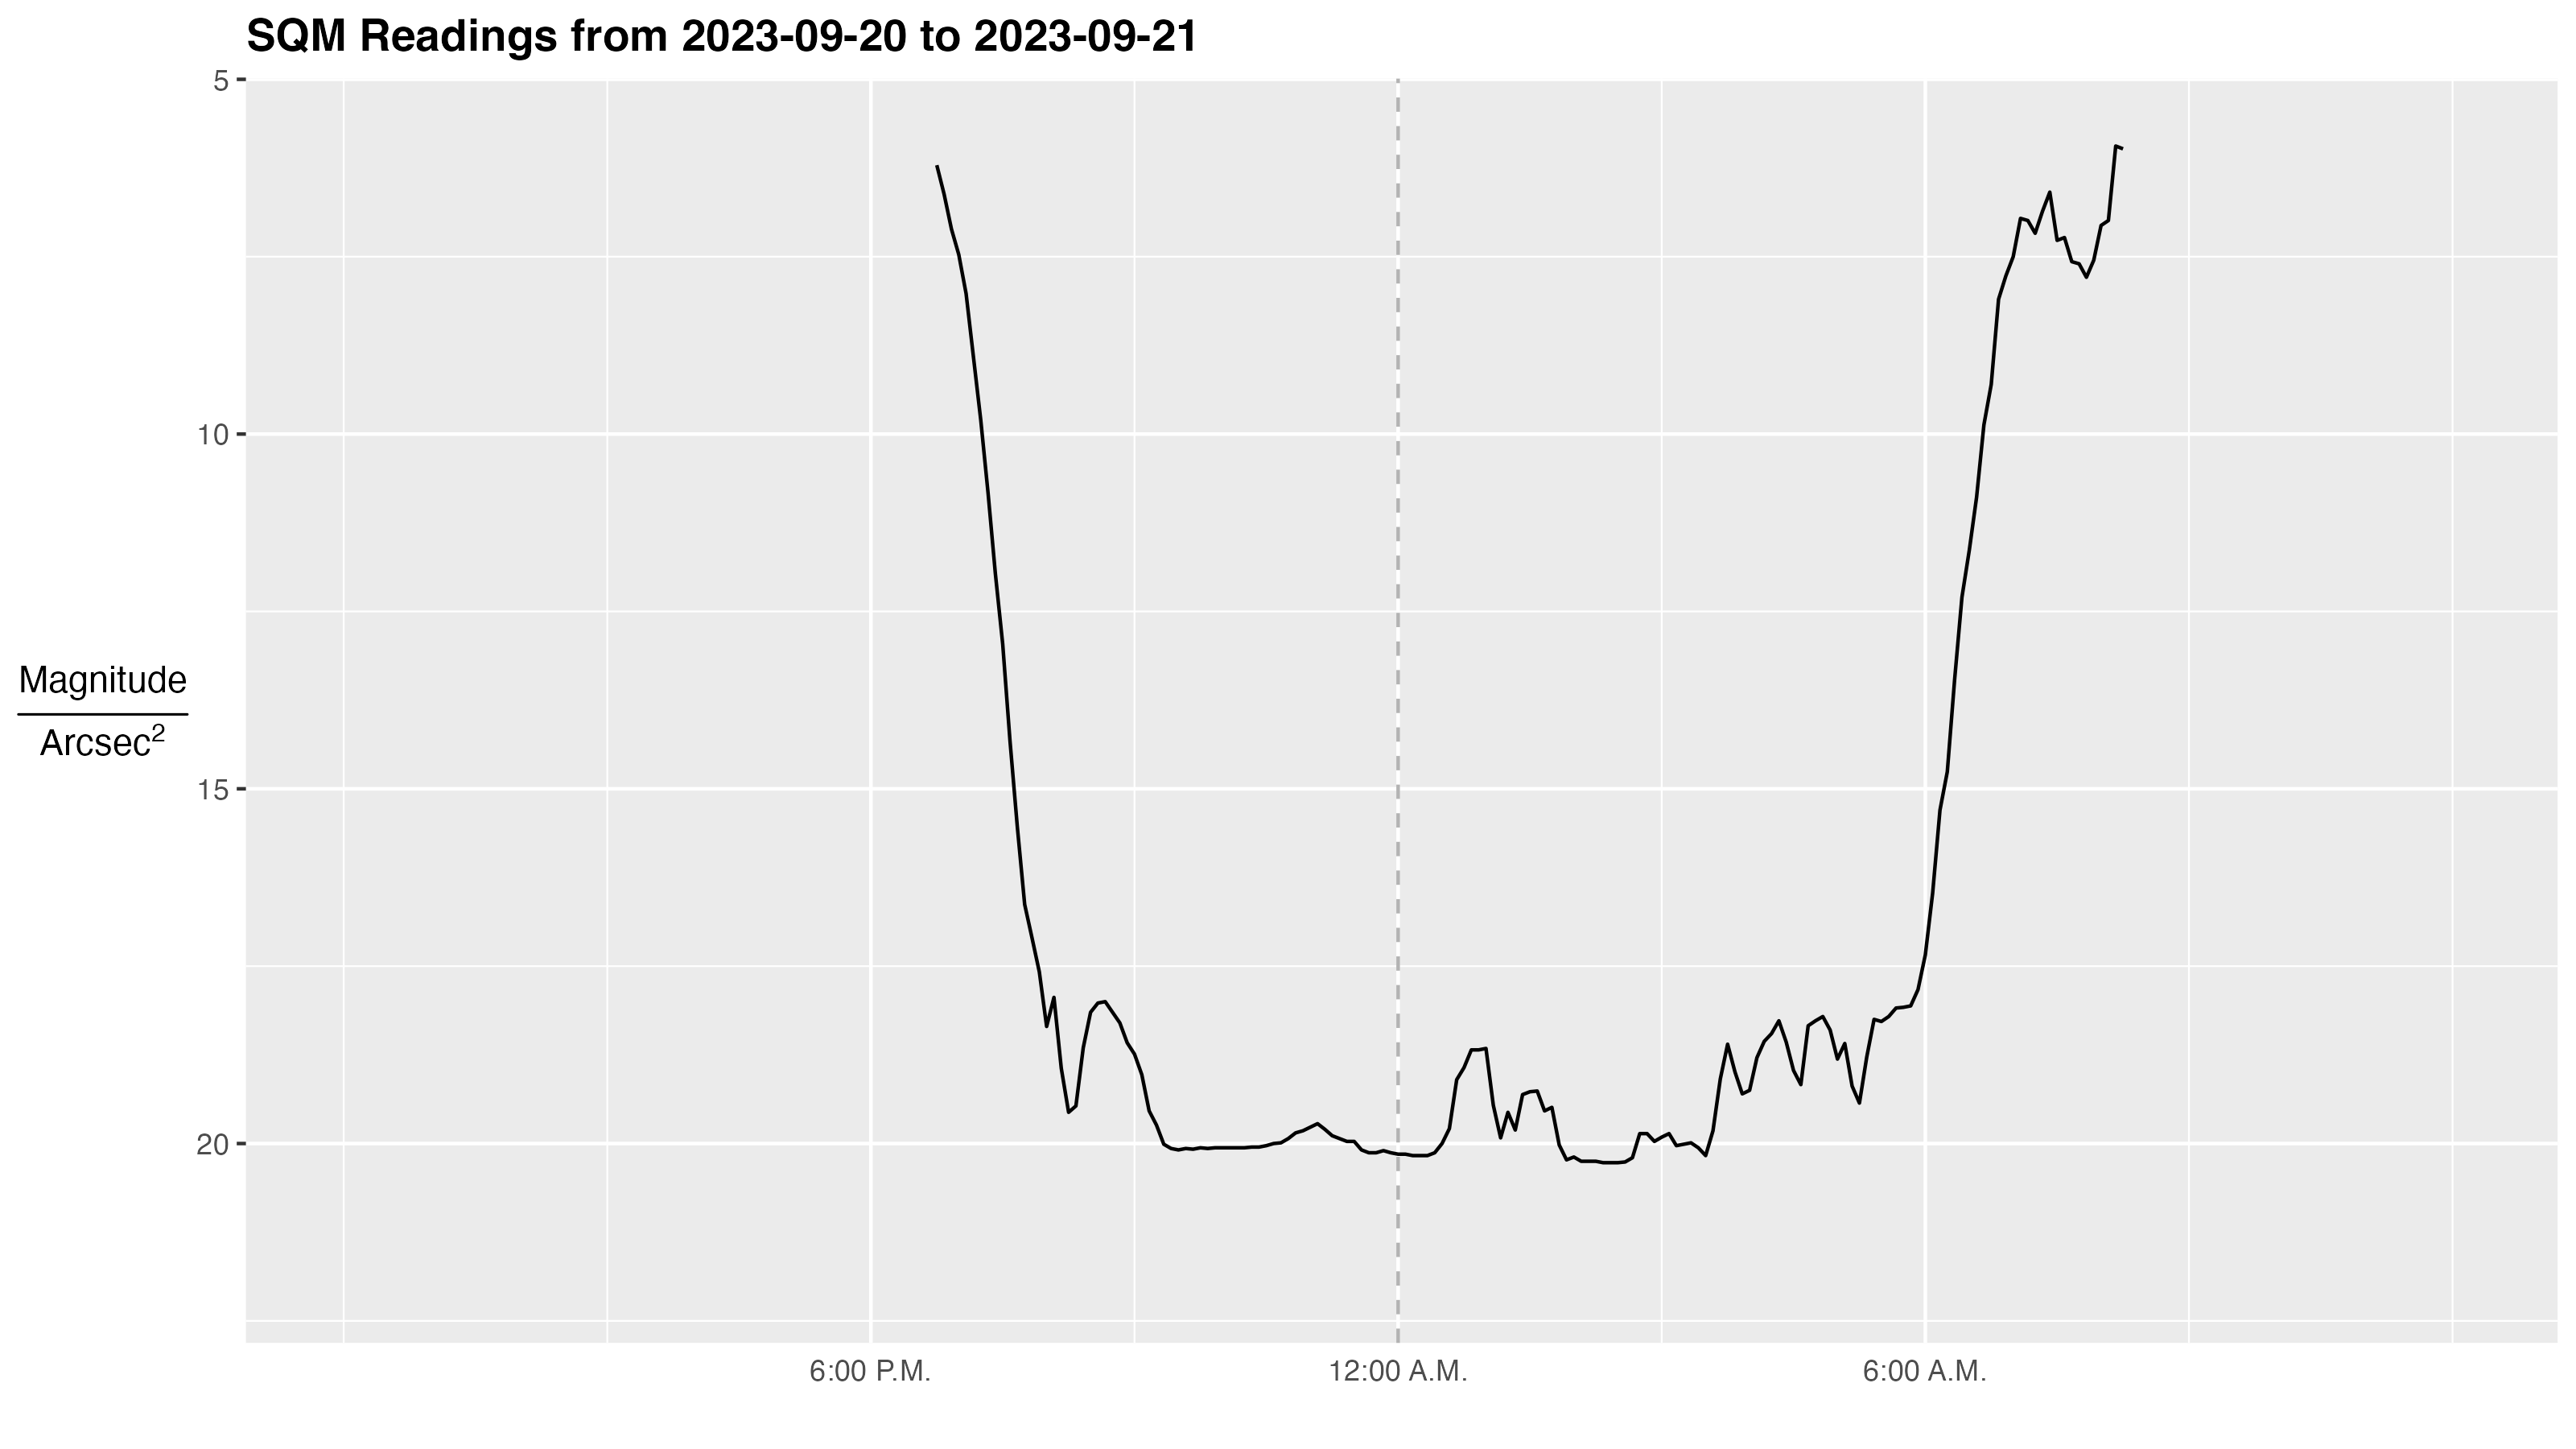 SQM Readings from 2023-09-20 to 2023-09-21
5
10
15
20
Magnitude
Arcsec²
6:00 P.M.
12:00 A.M.
6:00 A.M.